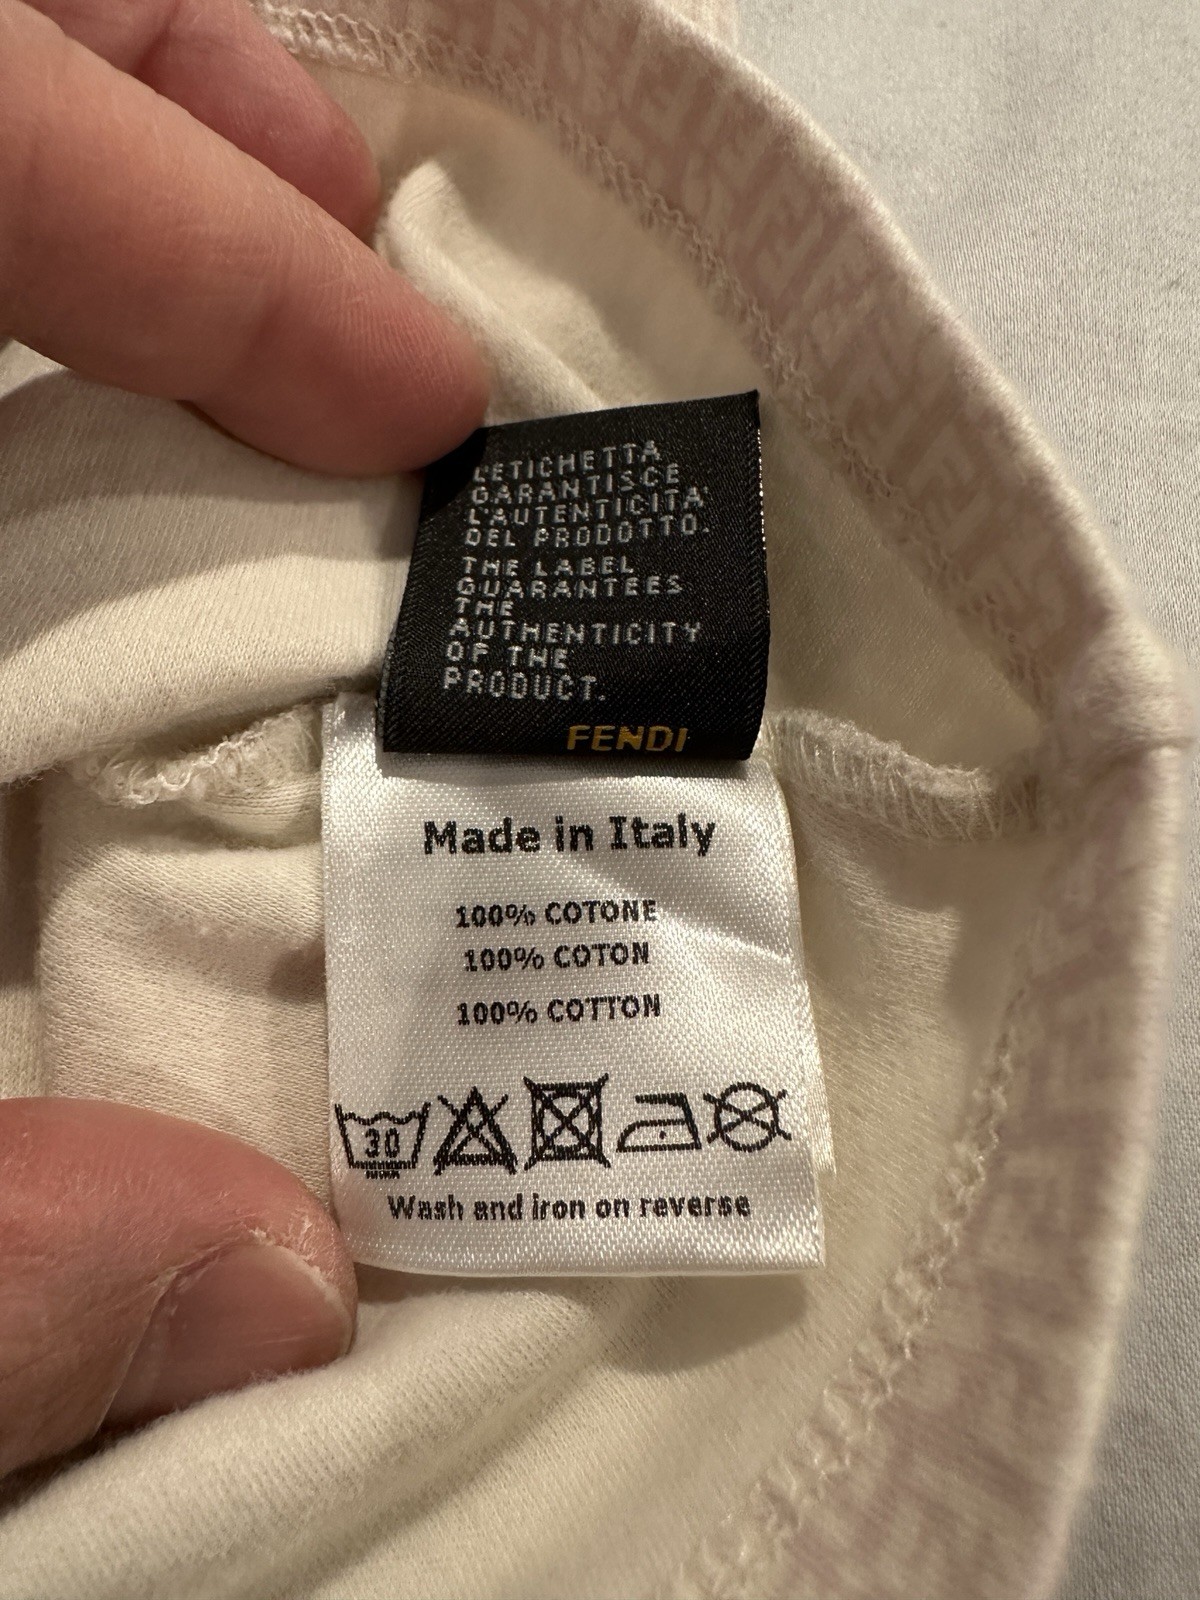 L'ETICHETTA
GARANTISCE
L'AUTENTICITA'
DEL PRODOTTO.
THE LABEL
GUARANTEES
THE
AUTHENTICITY
OF THE
PRODUCT.
FENDI
Made in Italy
100% COTONE
100% COTON
100% COTTON
30
Wash and iron on reverse